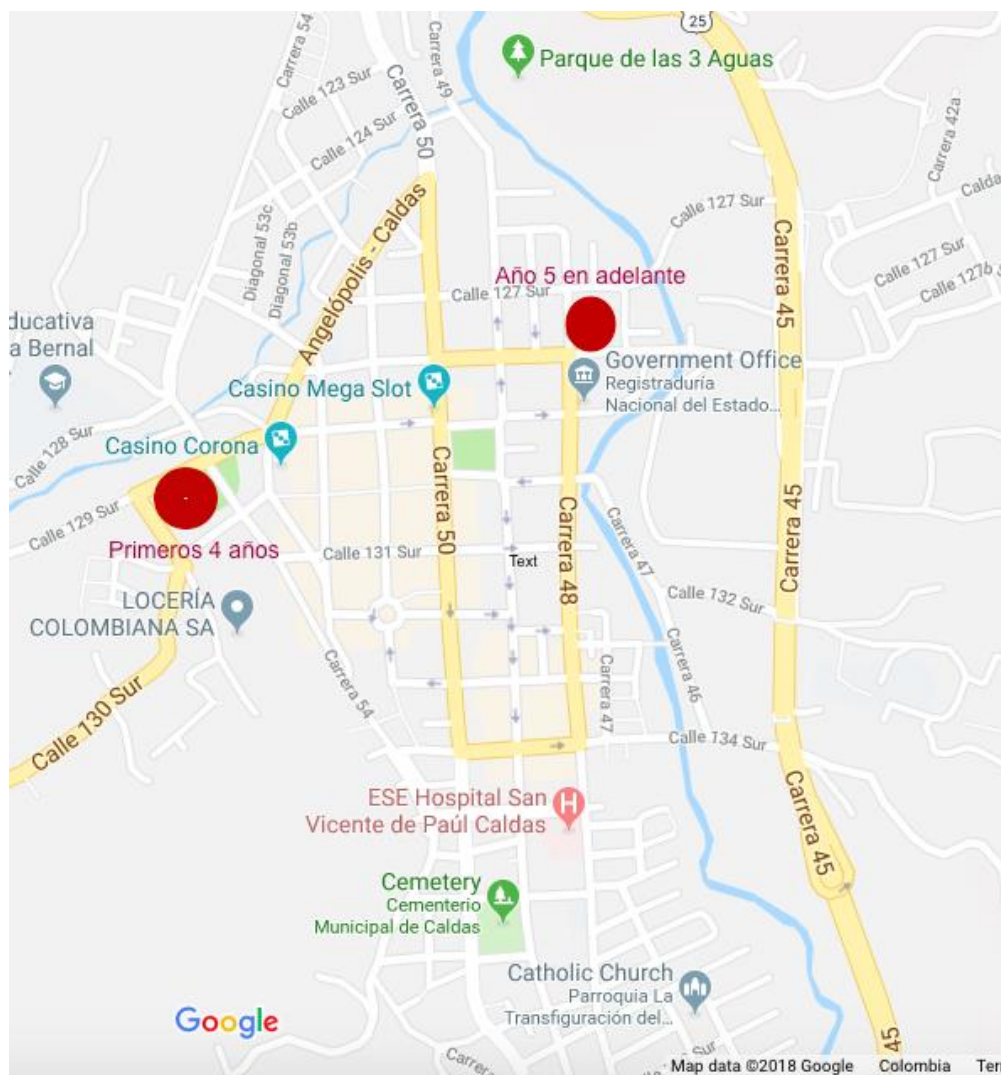 25
Carrera 54
Parque de las 3 Aguas
Calle 123 Sur
Carrera 49
Carrera 50
Calle 124 Sur
Carrera 42a
Calda
Calle 127 Sur
Angelópolis - Caldas
Diagonal 53c
Diagonal 53b
Carrera 45
Calle 127 Sur
Año 5 en adelante
Calle 127 Sur
Calle 127b
ducativa
a Bernal
Government Office
Registraduría
Nacional del Estado...
Casino Mega Slot
Casino Corona
Calle 128 Sur
Carrera 50
Calle 129 Sur
Carrera 48
Carrera 45
Primeros 4 años
Calle 131 Sur
Text
Carrera 47
LOCERÍA
COLOMBIANA SA
Calle 132 Sur
Carrera 54
Carrera 47
Carrera 46
Calle 130 Sur
Calle 134 Sur
ESE Hospital San
Vicente de Paúl Caldas
H
Carrera 45
Cemetery
Cementerio
Municipal de Caldas
Catholic Church
Parroquia La
Transfiguración del...
Google
45
Map data ©2018 Google
Colombia
Ter